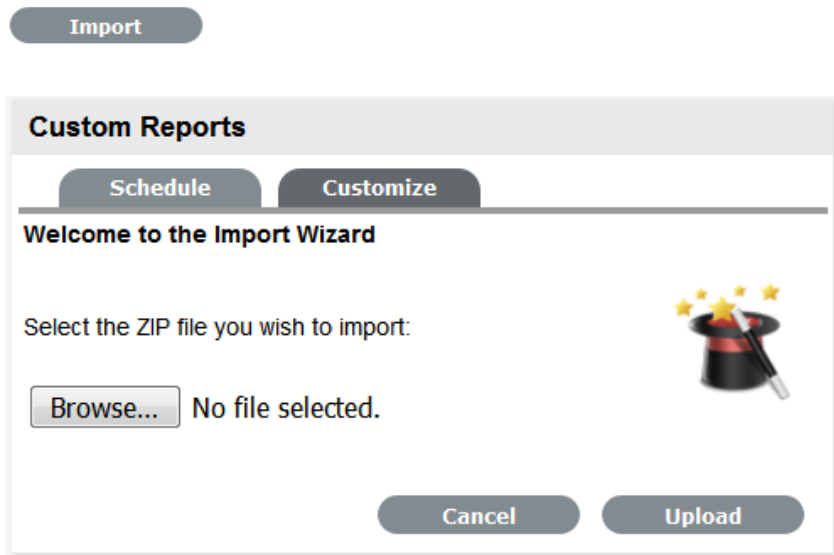 Import
Custom Reports
Schedule Customize
Welcome to the Import Wizard
Select the ZIP file you wish to import:
Browse... No file selected.
Cancel Upload